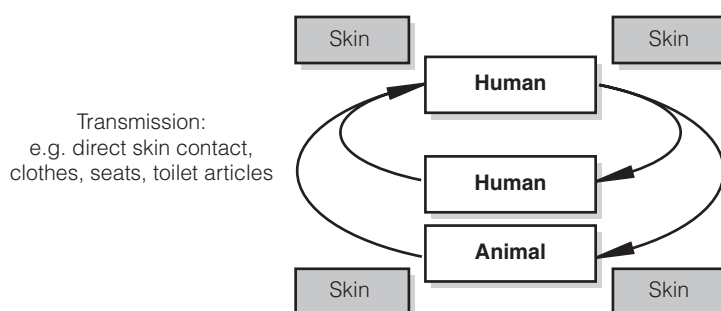 Skin
Skin
Human
Transmission:
e.g. direct skin contact,
clothes, seats, toilet articles
Human
Animal
Skin
Skin